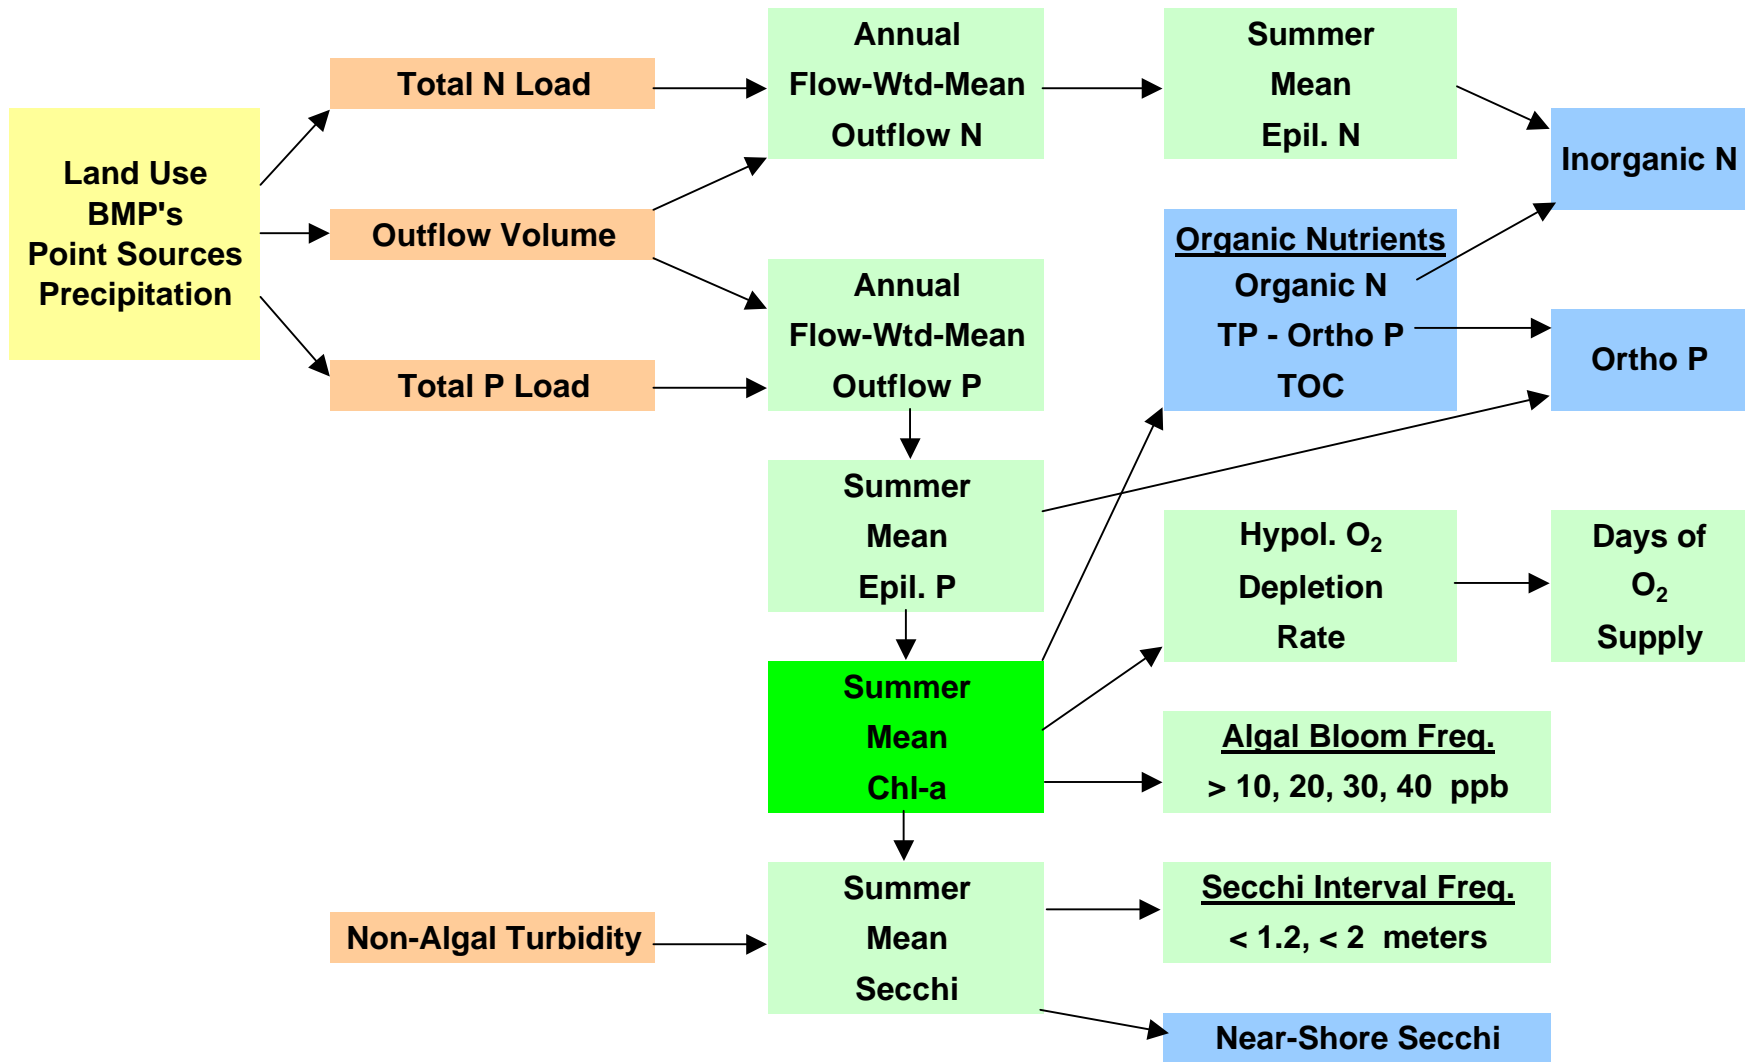 Land Use
BMP's
Point Sources
Precipitation
Total N Load
Outflow Volume
Total P Load
Non-Algal Turbidity
Annual
Flow-Wtd-Mean
Outflow N
Annual
Flow-Wtd-Mean
Outflow P
Summer
Mean
Epil. P
Summer
Mean
Chl-a
Summer
Mean
Secchi
Summer
Mean
Epil. N
Organic Nutrients
Organic N
TP - Ortho P
TOC
Hypol. O₂
Depletion
Rate
Algal Bloom Freq.
> 10, 20, 30, 40 ppb
Secchi Interval Freq.
< 1.2, < 2 meters
Near-Shore Secchi
Inorganic N
Ortho P
Days of
O₂
Supply